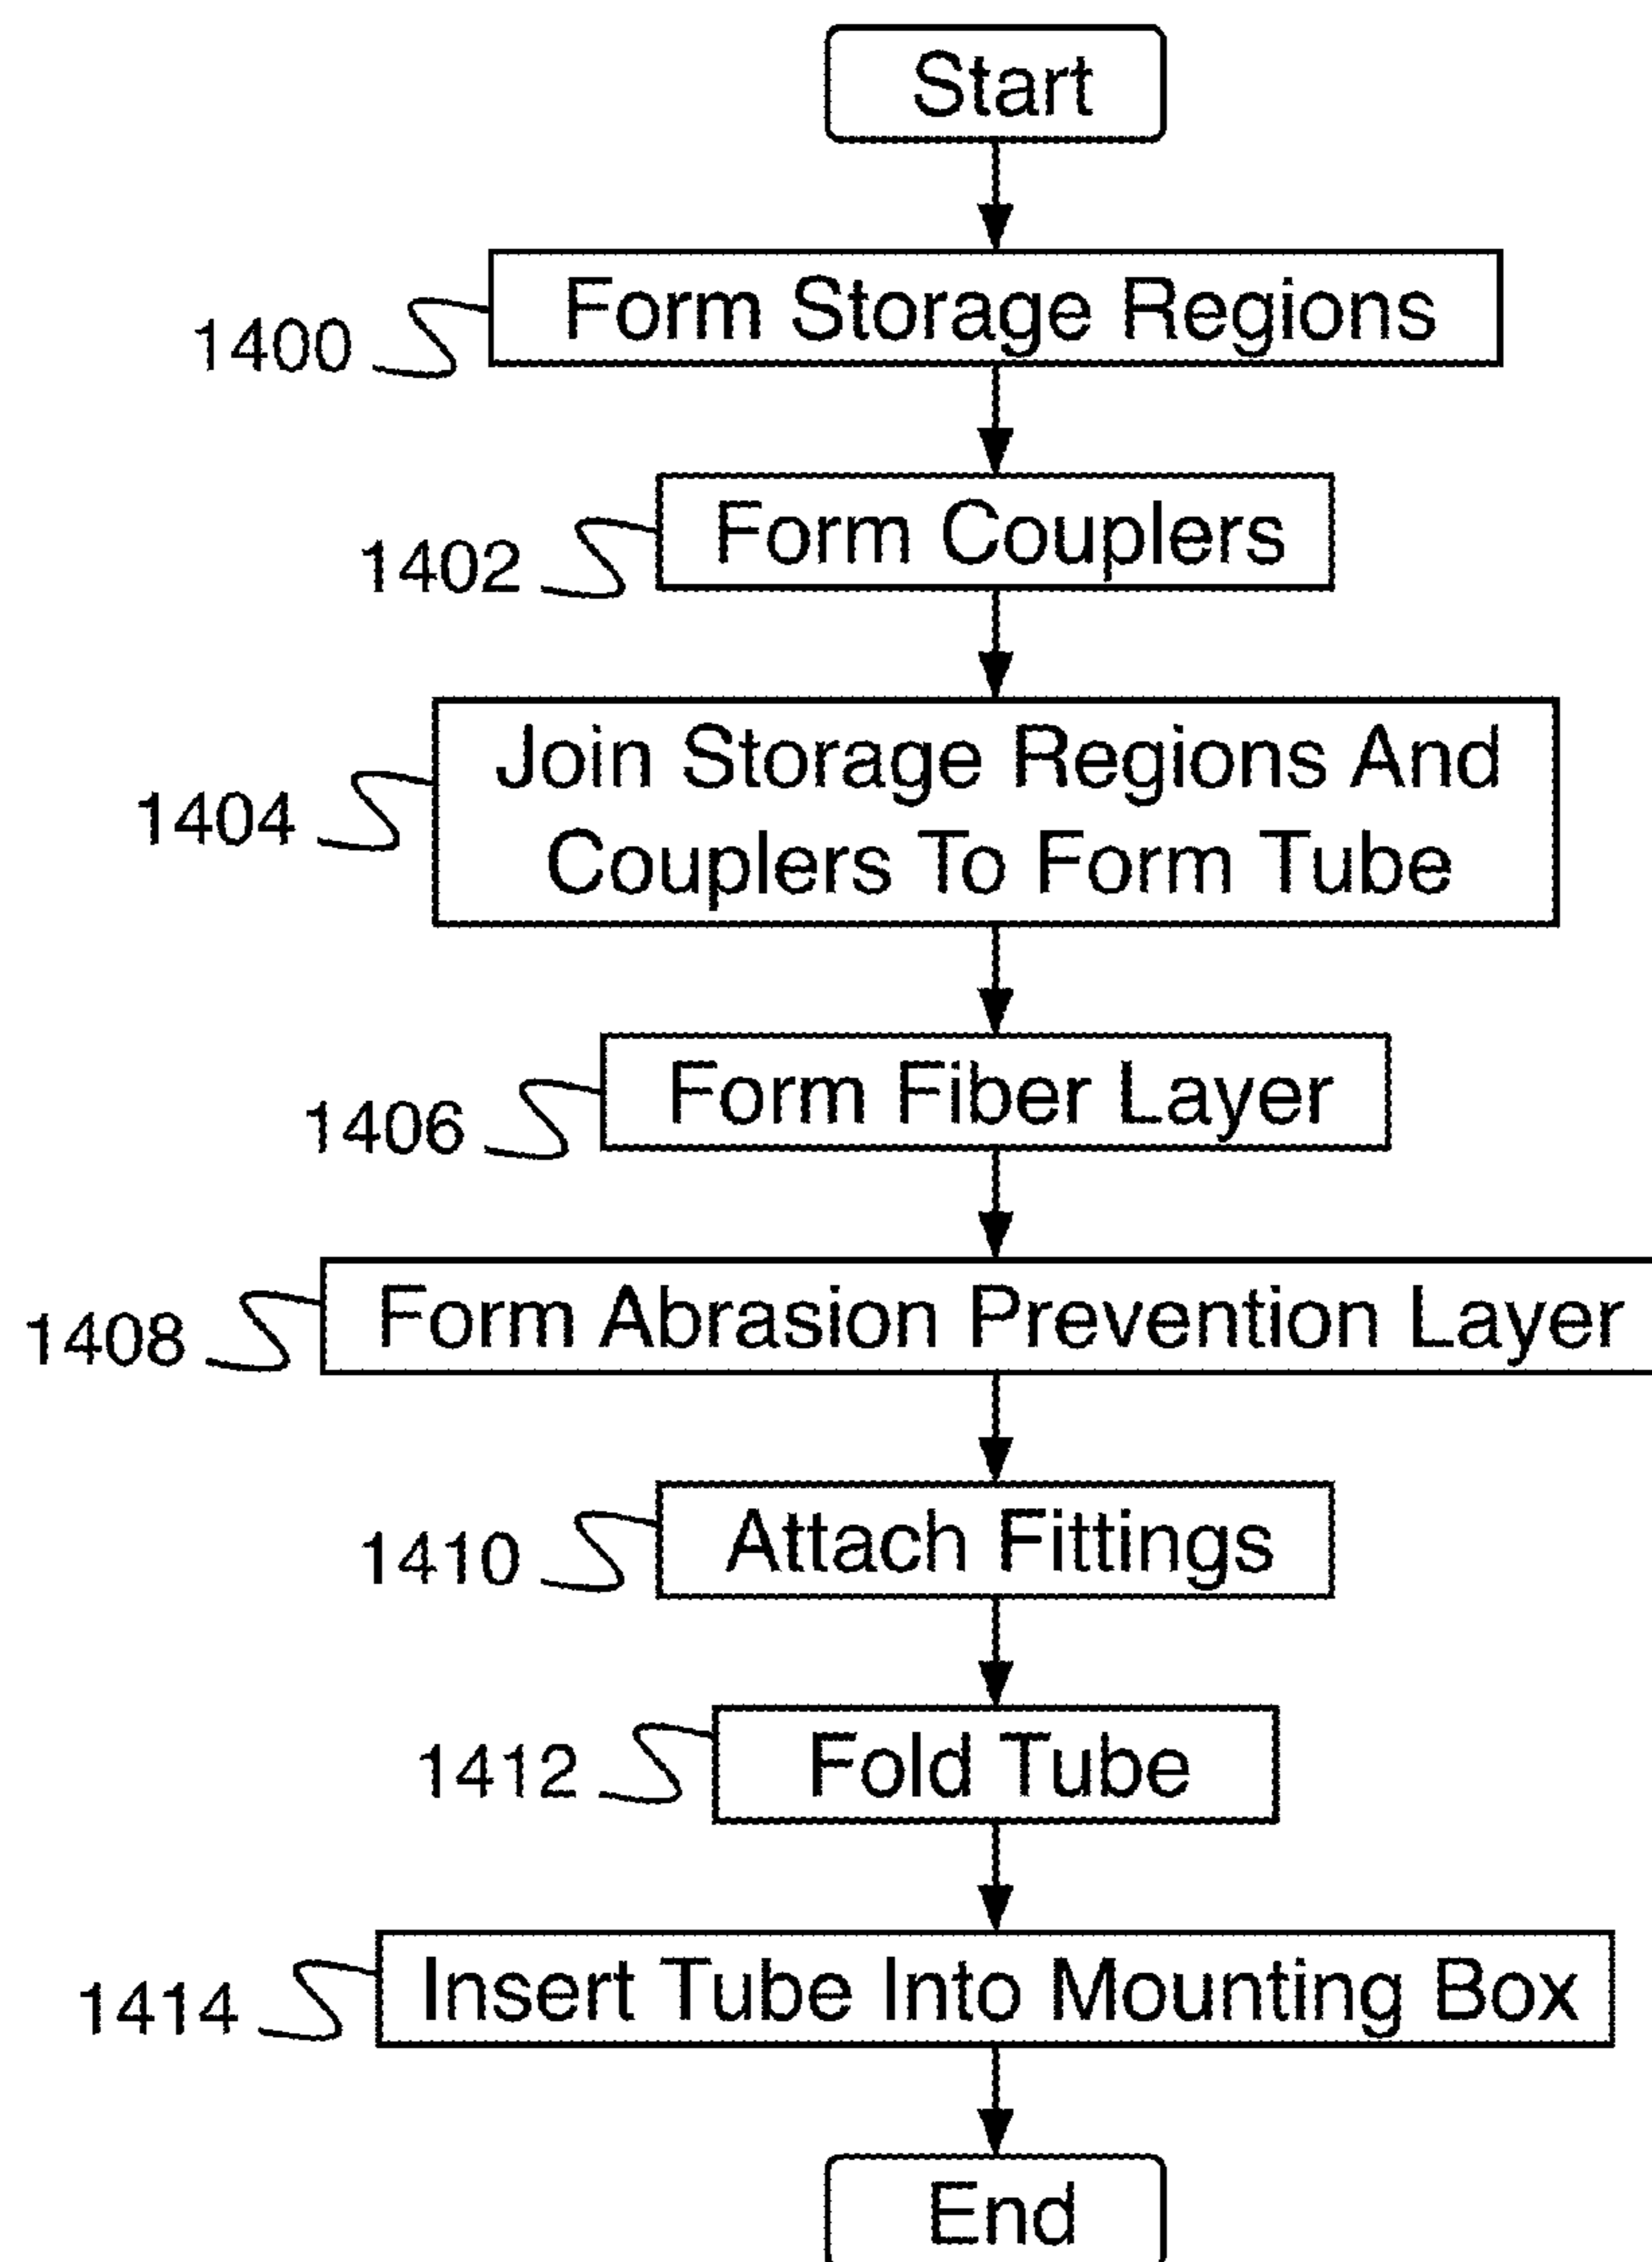 Start
1400
Form Storage Regions
1402
Form Couplers
1404
Join Storage Regions And
Couplers To Form Tube
1406
Form Fiber Layer
1408
Form Abrasion Prevention Layer
1410
Attach Fittings
1412
Fold Tube
1414
Insert Tube Into Mounting Box
End